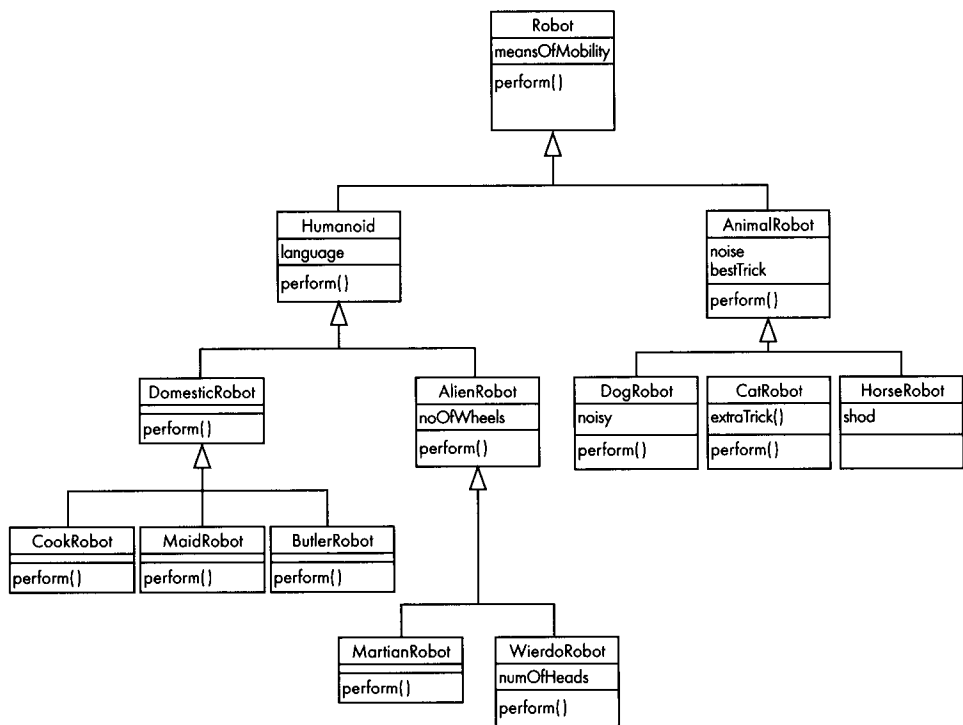 Robot
meansOfMobility
perform()
Humanoid
language
perform()
AnimalRobot
noise
bestTrick
perform()
DomesticRobot
perform()
AlienRobot
noOfWheels
perform()
DogRobot
noisy
perform()
CatRobot
extraTrick()
perform()
HorseRobot
shod
CookRobot
perform()
MaidRobot
perform()
ButlerRobot
perform()
MartianRobot
perform()
WierdoRobot
numOfHeads
perform()